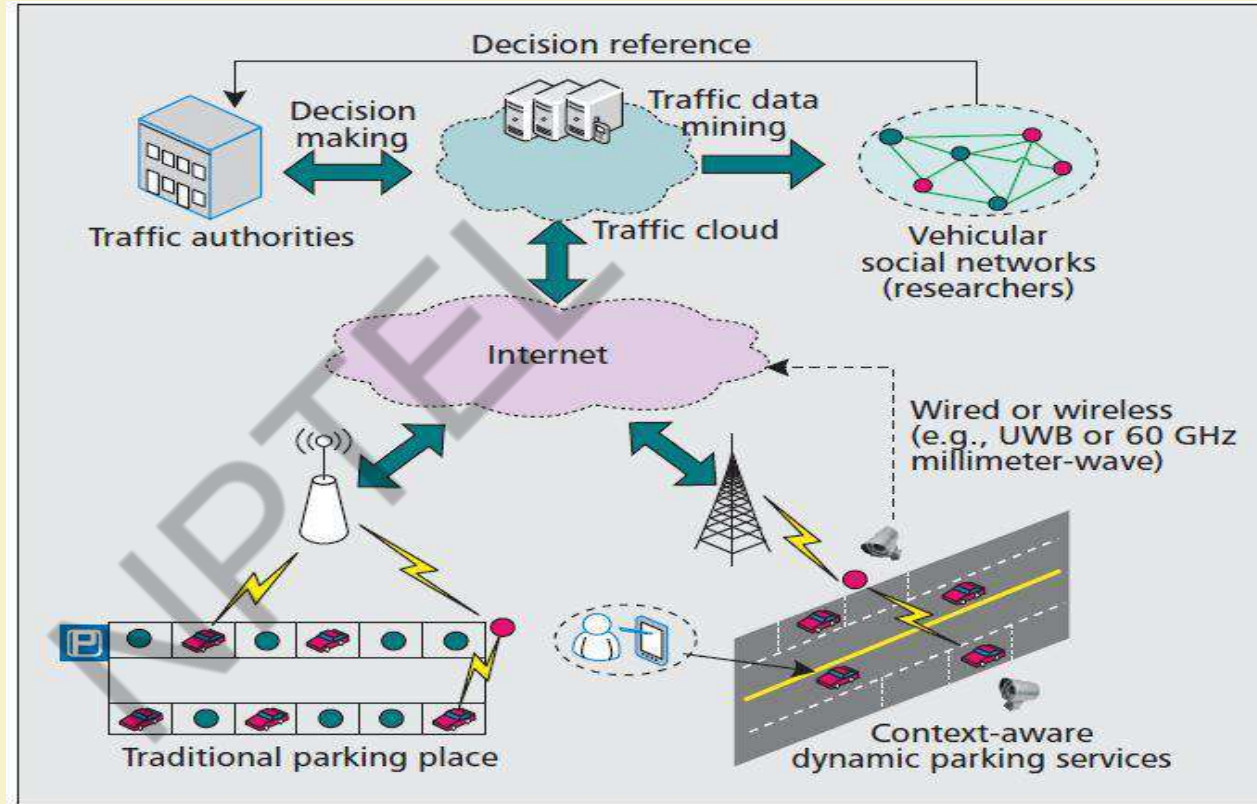 Decision reference
Decision
making
Traffic data
mining
Traffic authorities
Traffic cloud
Vehicular
social networks
(researchers)
Internet
Wired or wireless
(e.g., UWB or 60 GHz
millimeter-wave)
NPTEL
P
Traditional parking place
Context-aware
dynamic parking services